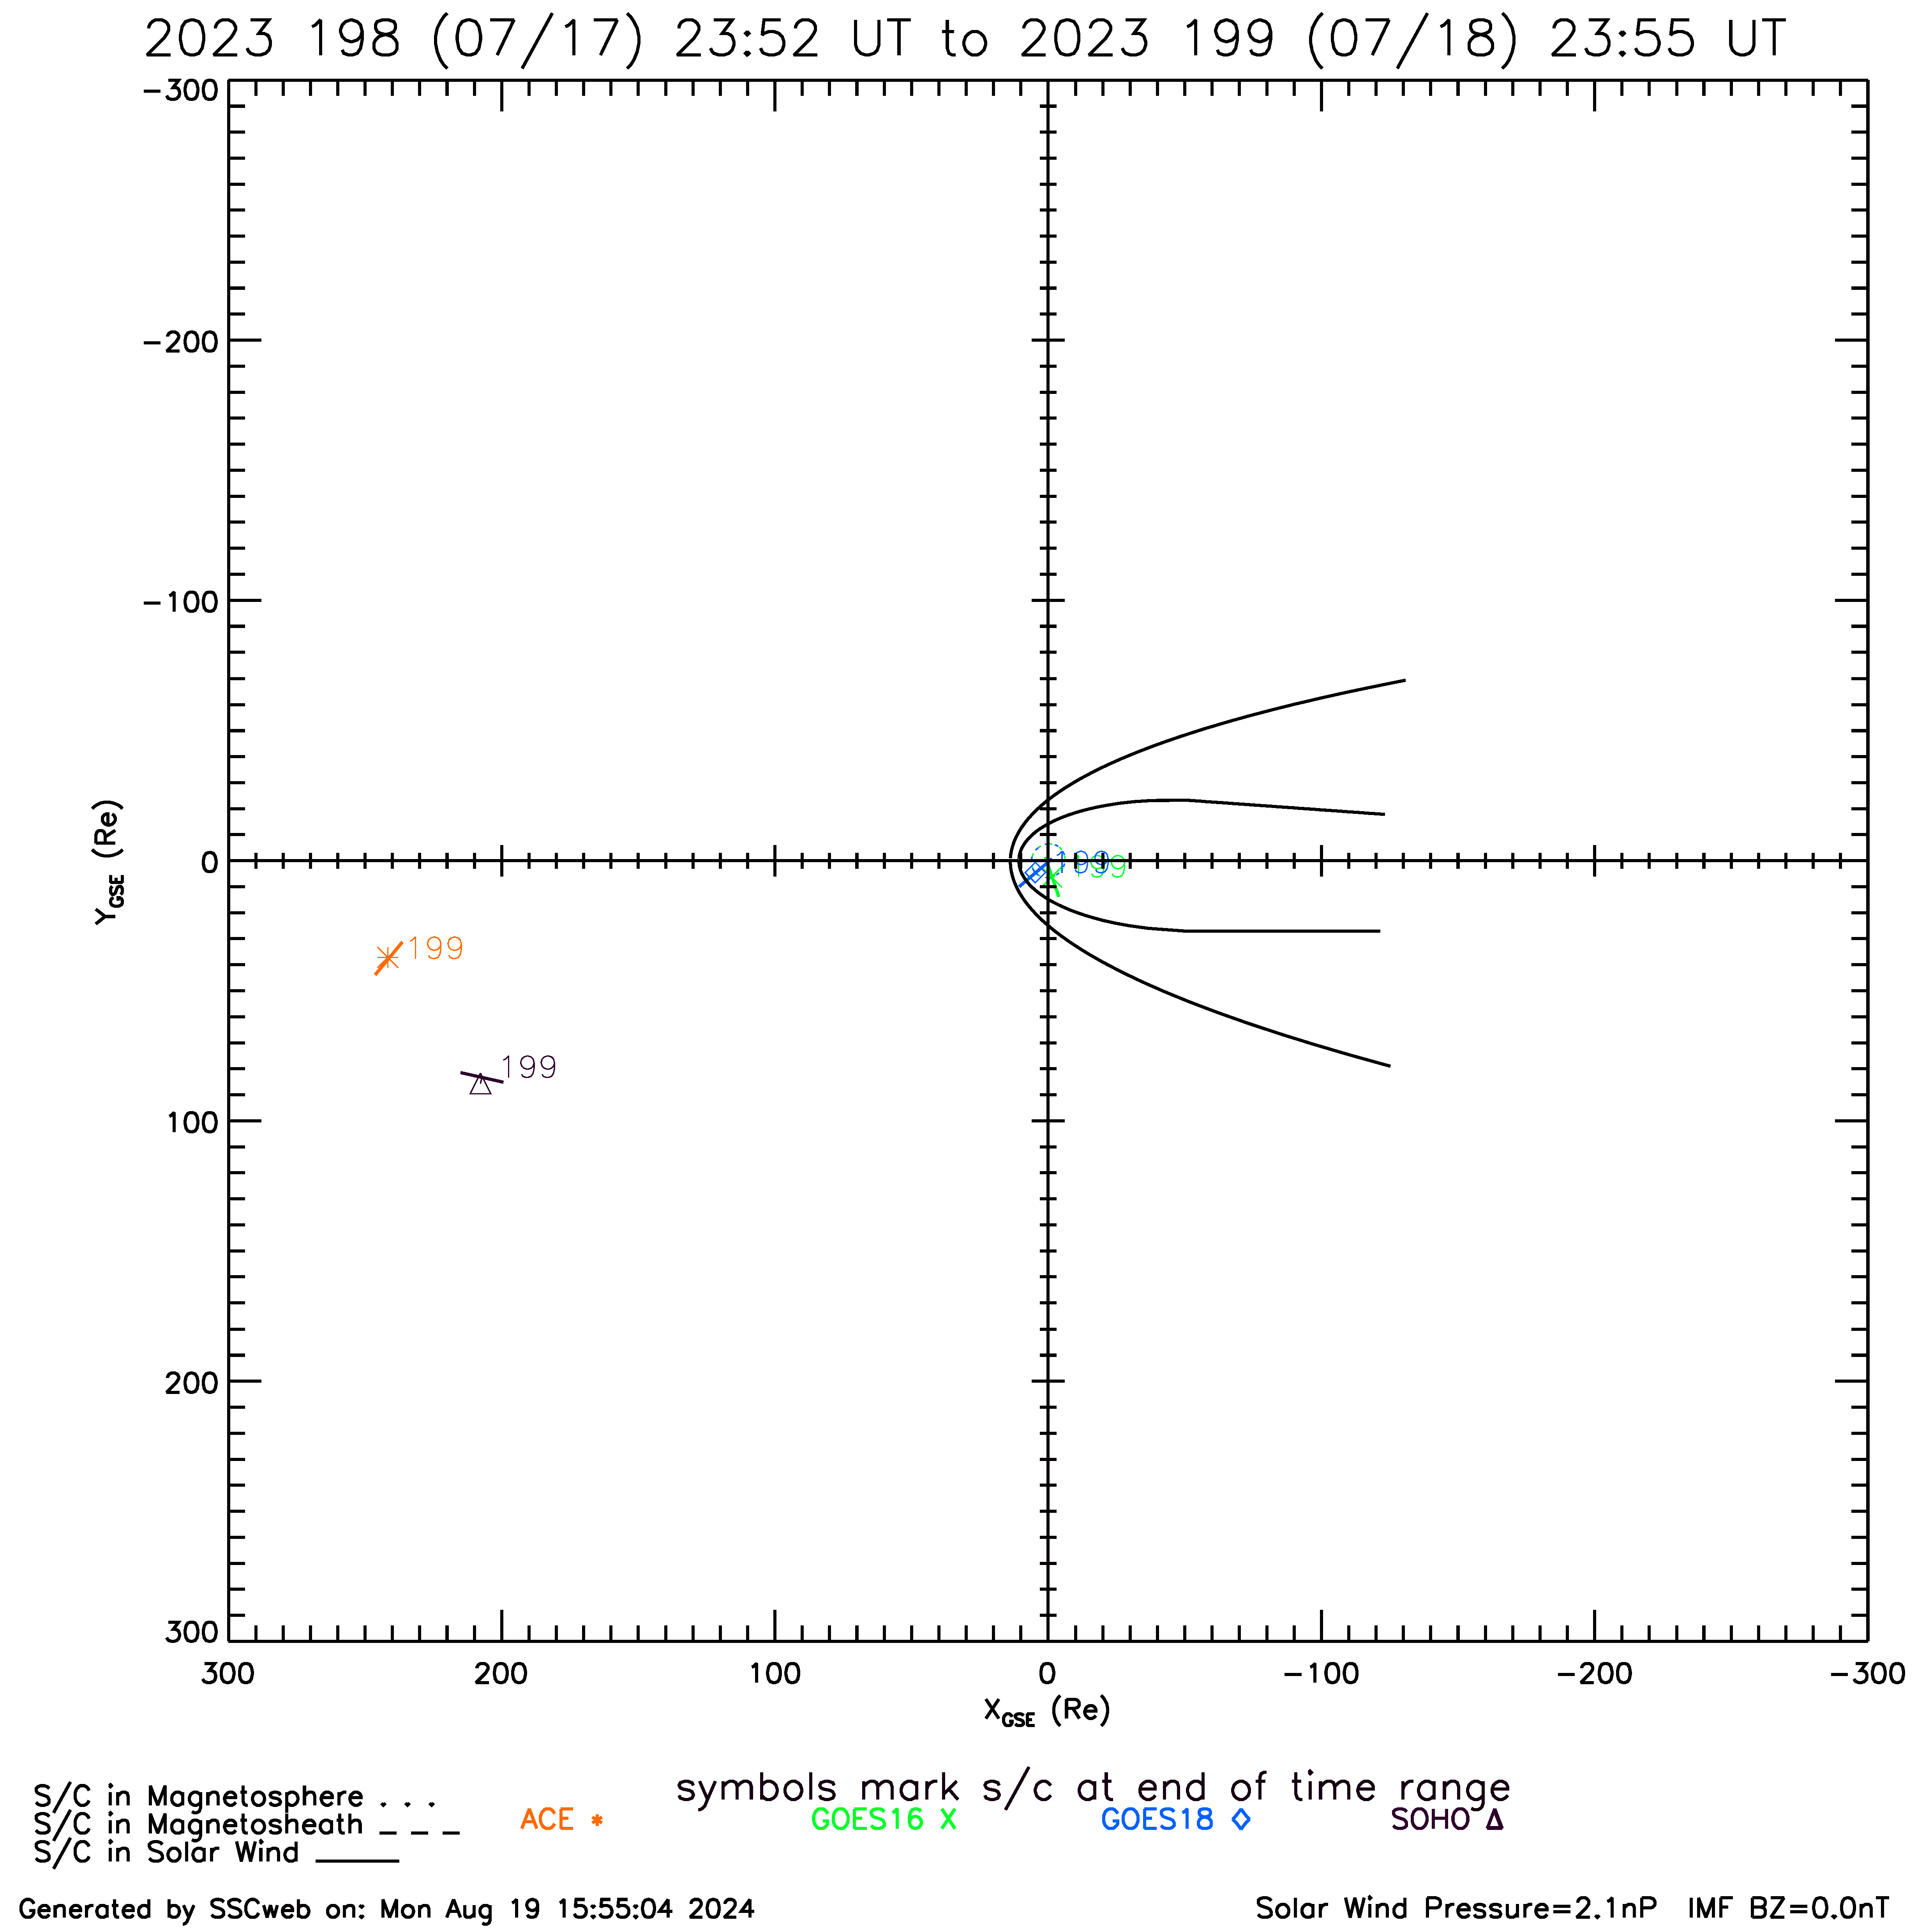 2023 198 (07/17) 23:52 UT to 2023 199 (07/18) 23:55 UT
-300
-200
-100
0
100
200
300
Y_GSE (Re)
199
199
199
199
300 200 100 0 -100 -200 -300
X_GSE (Re)
symbols mark s/c at end of time range
S/C in Magnetosphere . . .
S/C in Magnetosheath _ _ _
S/C in Solar Wind ____
ACE * GOES16 X GOES18 ◇ SOHO Δ
Generated by SSCweb on: Mon Aug 19 15:55:04 2024
Solar Wind Pressure=2.1nP IMF BZ=0.0nT